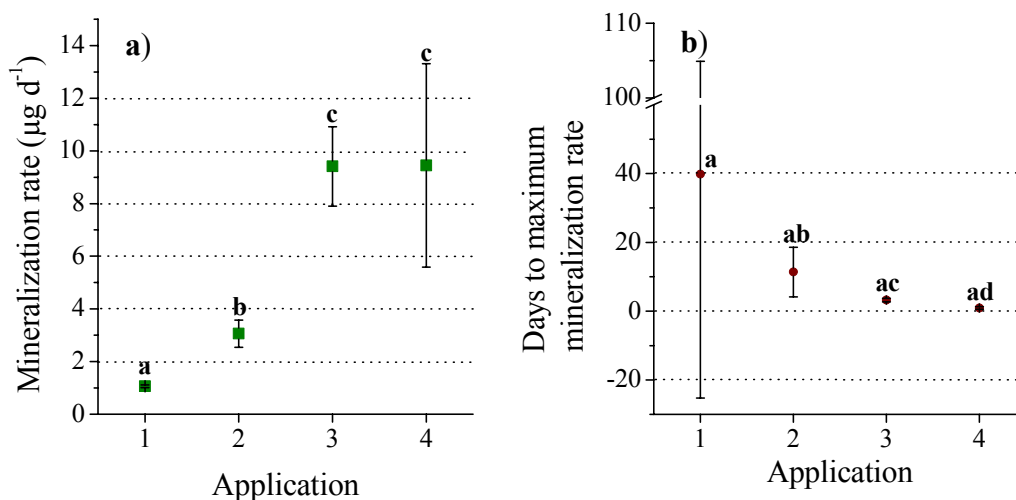 a)
Mineralization rate (µg d⁻¹)
14
12
10
8
6
4
2
0
a
b
c
c
1 2 3 4
Application
b)
Days to maximum
mineralization rate
110
100
40
20
0
-20
a
ab
ac
ad
1 2 3 4
Application